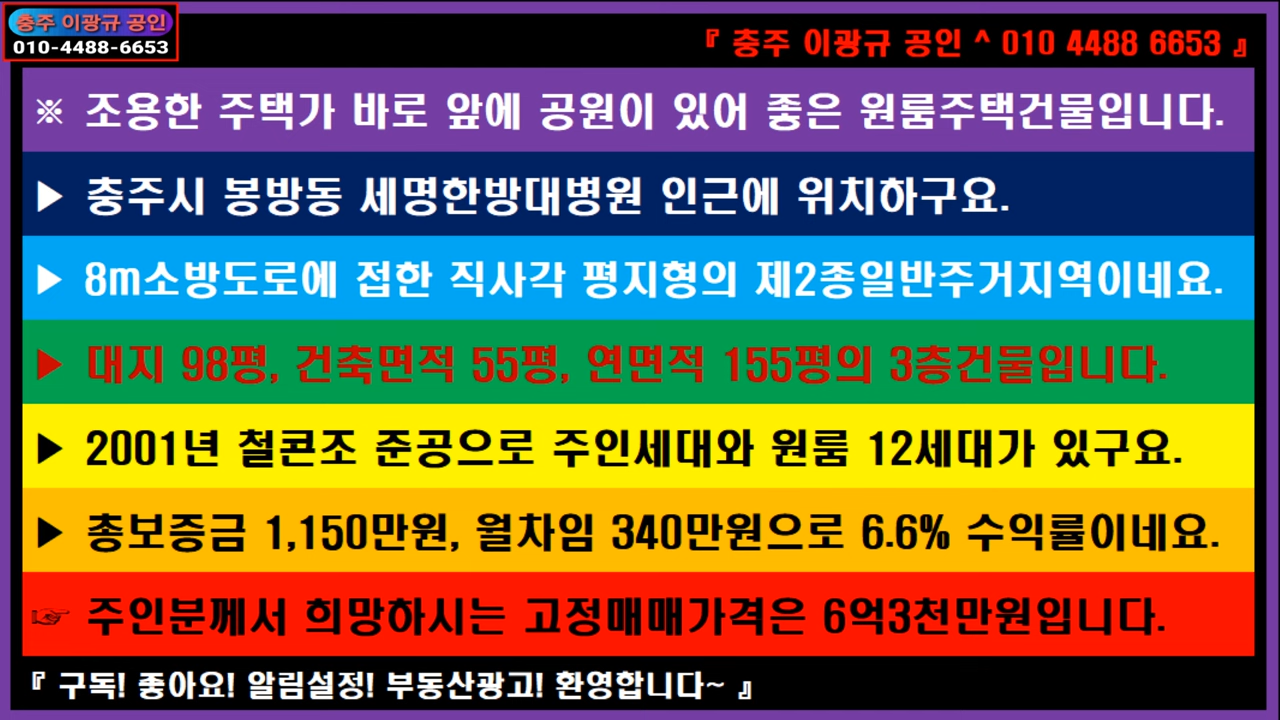 충주 이광규 공인
010-4488-6653
『 충주 이광규 공인 ^ 010 4488 6653 』
※ 조용한 주택가 바로 앞에 공원이 있어 좋은 원룸주택건물입니다.
▶ 충주시 봉방동 세명한방대병원 인근에 위치하구요.
▶ 8m소방도로에 접한 직사각 평지형의 제2종일반주거지역이네요.
▶ 대지 98평, 건축면적 55평, 연면적 155평의 3층건물입니다.
▶ 2001년 철콘조 준공으로 주인세대와 원룸 12세대가 있구요.
▶ 총보증금 1,150만원, 월차임 340만원으로 6.6% 수익률이네요.
☞ 주인분께서 희망하시는 고정매매가격은 6억3천만원입니다.
『 구독! 좋아요! 알림설정! 부동산광고! 환영합니다~ 』